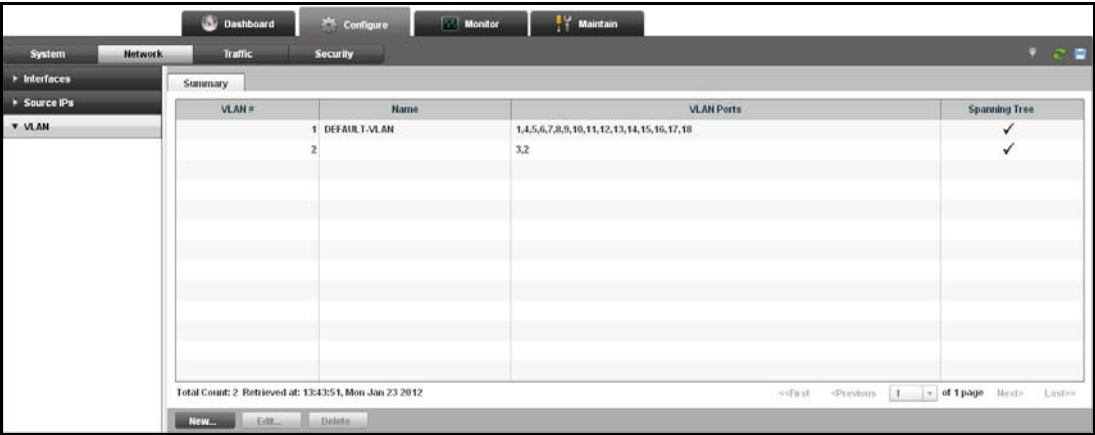 Dashboard Configure Monitor Maintain
System Network Traffic Security
Interfaces
Source IPs
VLAN
Summary
VLAN # Name VLAN Ports Spanning Tree
1 DEFAULT-VLAN 1,4,5,6,7,8,9,10,11,12,13,14,15,16,17,18
2 3,2
Total Count: 2 Retrieved at: 13:43:51, Mon Jan 23 2012 <<First <Previous 1 of 1 page Next> Last>>
New... Edit... Delete